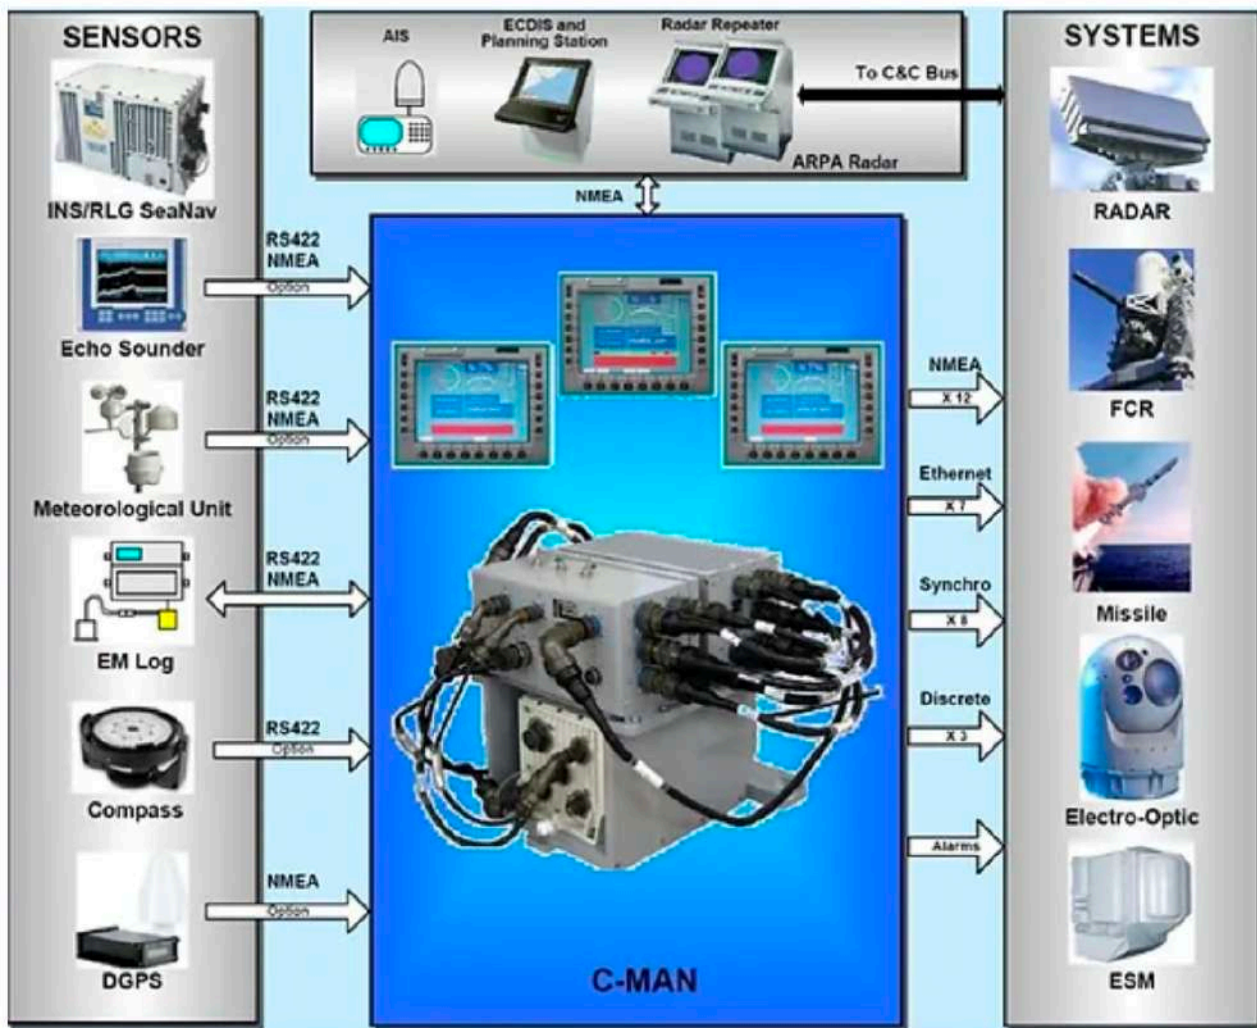 SENSORS
INS/RLG SeaNav
Echo Sounder
Meteorological Unit
EM Log
Compass
DGPS
RS422
NMEA
Option
RS422
NMEA
Option
RS422
NMEA
RS422
Option
NMEA
Option
AIS
ECDIS and
Planning Station
Radar Repeater
To C&C Bus
ARPA Radar
NMEA
C-MAN
NMEA
X 12
Ethernet
X 7
Synchro
X 8
Discrete
X 3
Alarms
SYSTEMS
RADAR
FCR
Missile
Electro-Optic
ESM